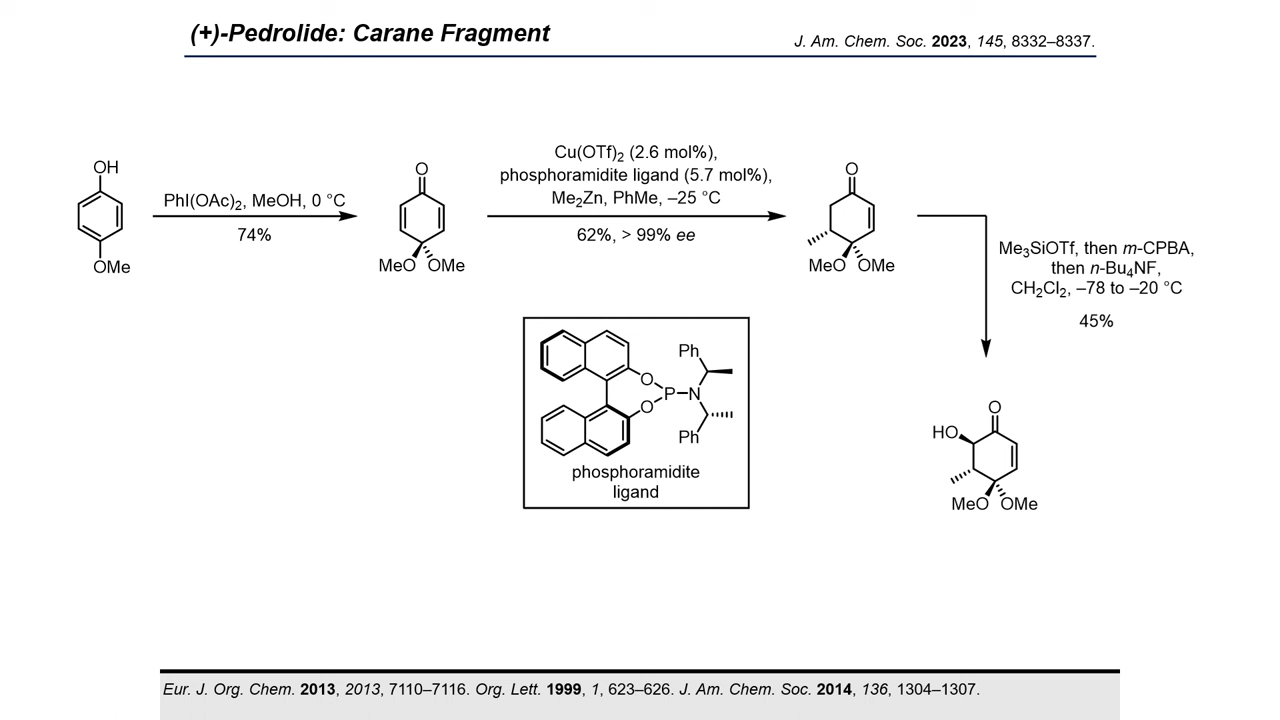 (+)-Pedrolide: Carane Fragment
J. Am. Chem. Soc. 2023, 145, 8332–8337.
OH
OMe
PhI(OAc)₂, MeOH, 0 °C
74%
O
MeO OMe
Cu(OTf)₂ (2.6 mol%),
phosphoramidite ligand (5.7 mol%),
Me₂Zn, PhMe, –25 °C
62%, > 99% ee
O
MeO OMe
Me₃SiOTf, then m-CPBA,
then n-Bu₄NF,
CH₂Cl₂, –78 to –20 °C
45%
Ph
O
P N
O
Ph
phosphoramidite
ligand
O
HO
MeO OMe
Eur. J. Org. Chem. 2013, 2013, 7110–7116. Org. Lett. 1999, 1, 623–626. J. Am. Chem. Soc. 2014, 136, 1304–1307.